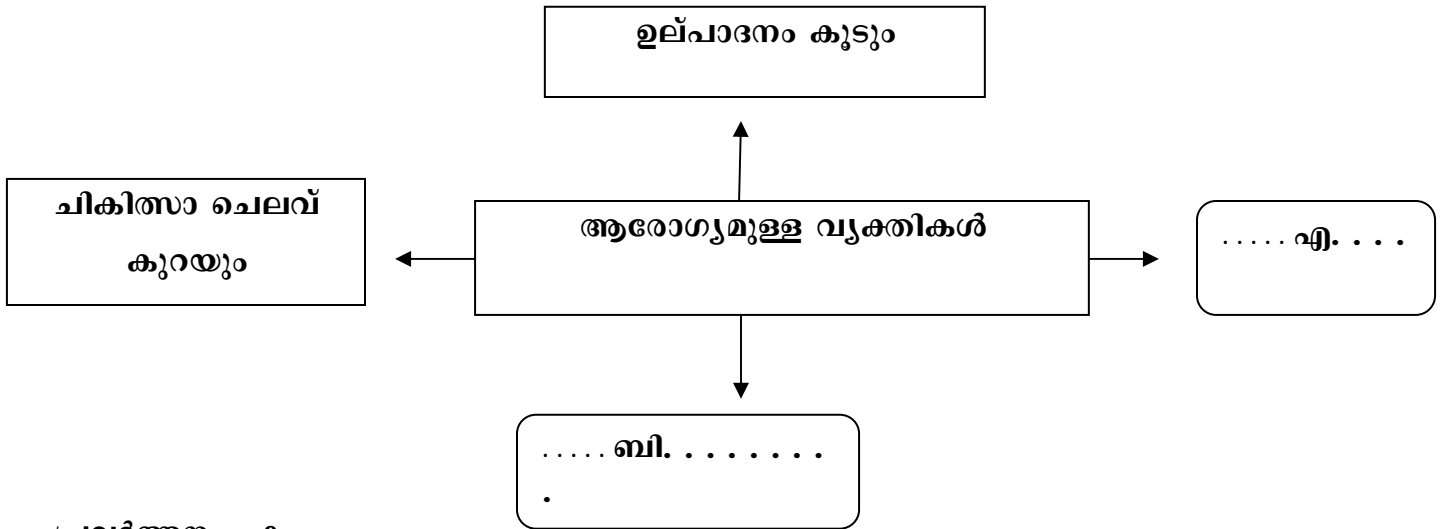 ഉല്പാദനം കൂടും
ചികിത്സാ ചെലവ്
കുറയും
ആരോഗ്യമുള്ള വ്യക്തികൾ
.....എ. . . .
.....ബി. . . . . . . .
.